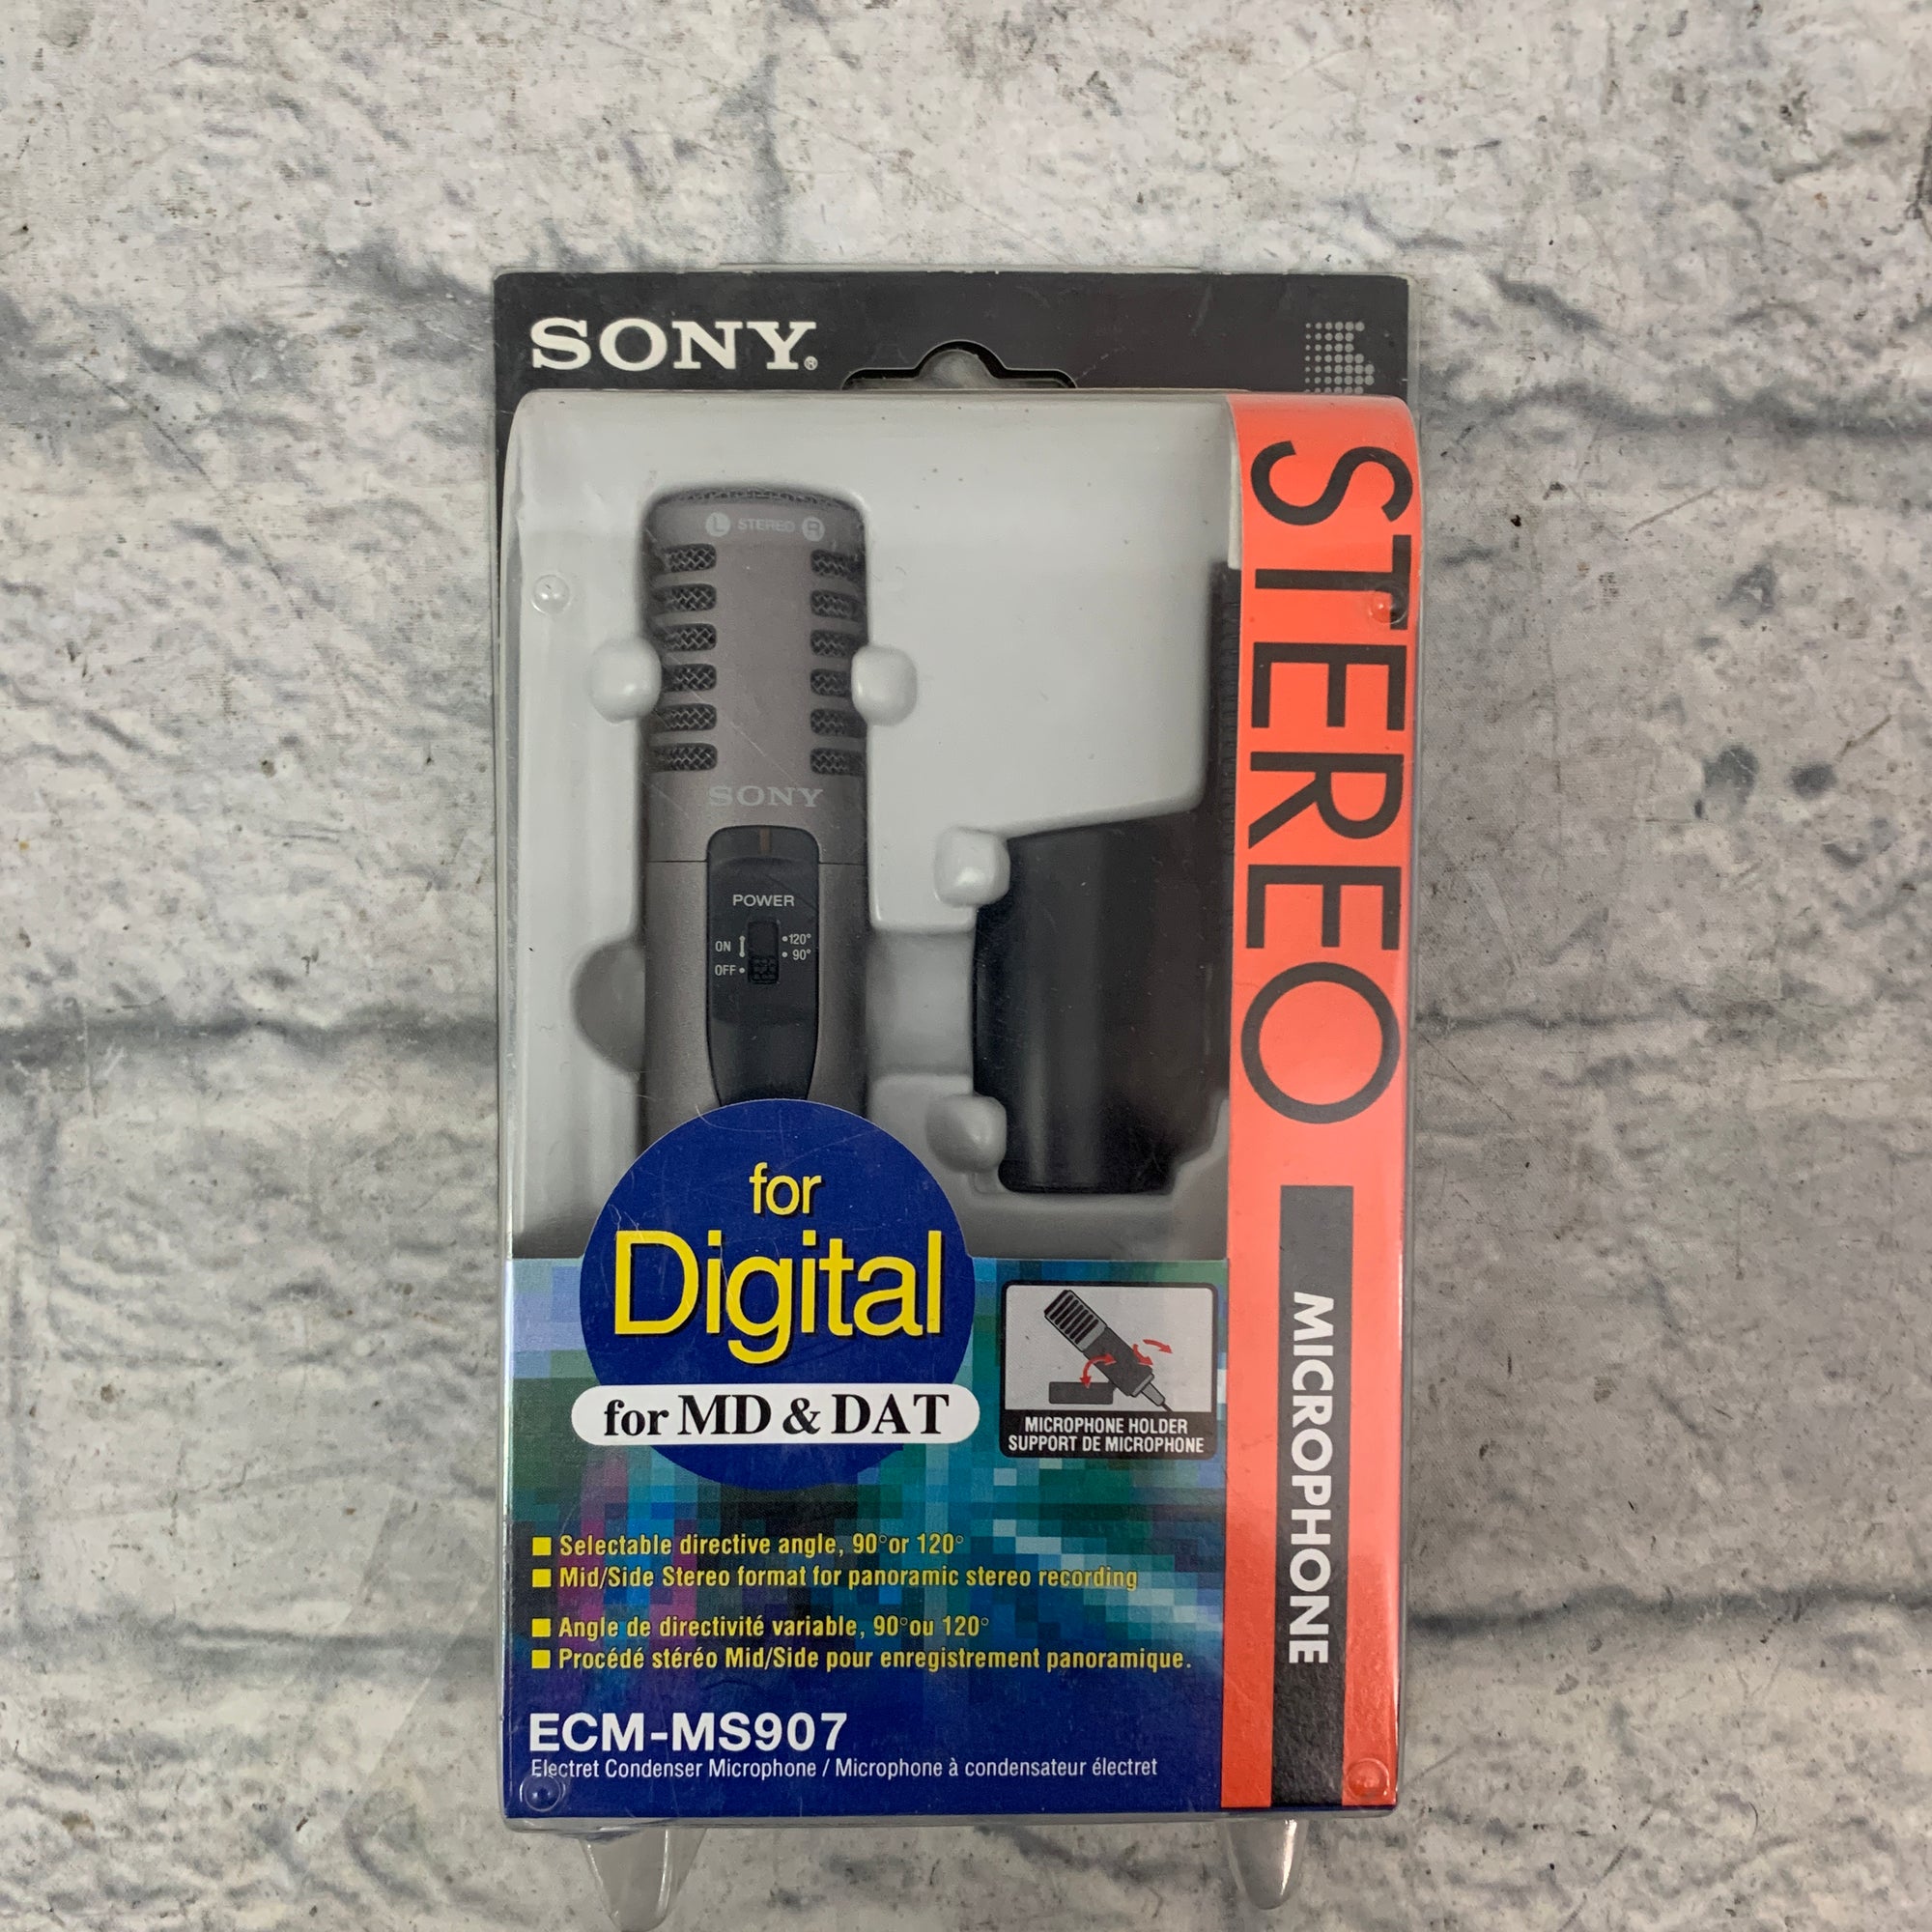 SONY®
STEREO
MICROPHONE
L STEREO R
SONY
POWER
ON
OFF
120°
90°
for
Digital
for MD & DAT
MICROPHONE HOLDER
SUPPORT DE MICROPHONE
Selectable directive angle, 90° or 120°
Mid/Side Stereo format for panoramic stereo recording
Angle de directivité variable, 90° ou 120°
Procédé stéréo Mid/Side pour enregistrement panoramique.
ECM-MS907
Electret Condenser Microphone / Microphone à condensateur électret